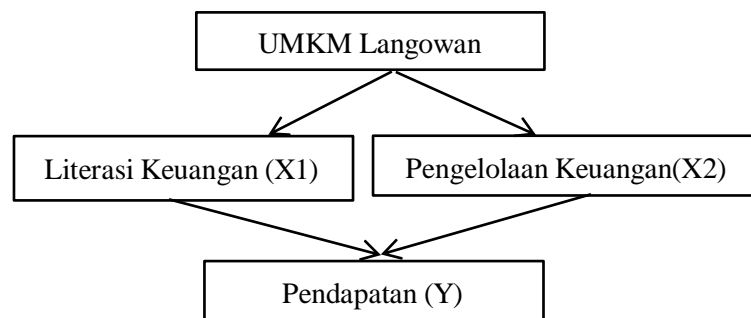 UMKM Langowan
Literasi Keuangan (X1)
Pengelolaan Keuangan(X2)
Pendapatan (Y)